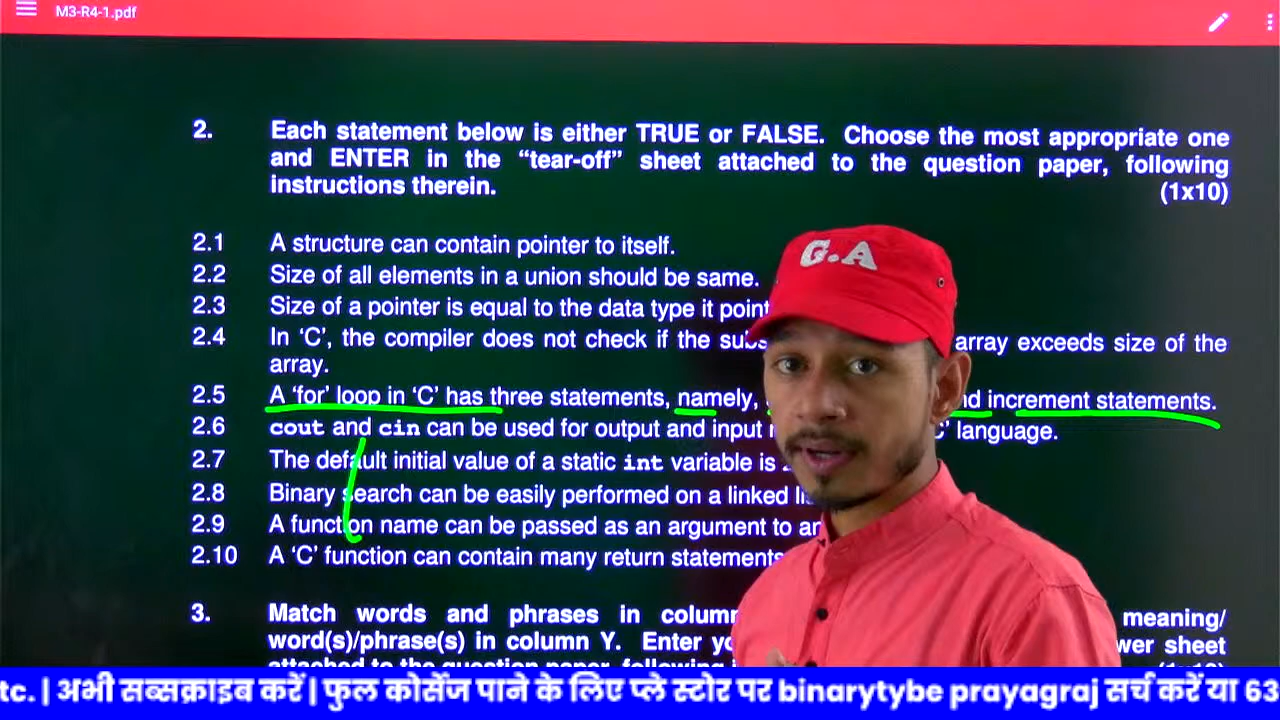 M3-R4-1.pdf
2. Each statement below is either TRUE or FALSE. Choose the most appropriate one
and ENTER in the “tear-off” sheet attached to the question paper, following
instructions therein. (1x10)
2.1 A structure can contain pointer to itself.
2.2 Size of all elements in a union should be same.
2.3 Size of a pointer is equal to the data type it
2.4 In ‘C’, the compiler does not check if the array exceeds size of the
array.
2.5 A ‘for’ loop in ‘C’ has three statements, namely, increment statements.
2.6 cout and cin can be used for output and input language.
2.7 The default initial value of a static int variable is
2.8 Binary search can be easily performed on a linked
2.9 A function name can be passed as an argument to
2.10 A ‘C’ function can contain many return statements
3. Match words and phrases in meaning/
word(s)/phrase(s) in column Y. Enter sheet
G.A
tc. | अभी सब्सक्राइब करें | फुल कोर्सेज पाने के लिए प्ले स्टोर पर binarytybe prayagraj सर्च करें या 63